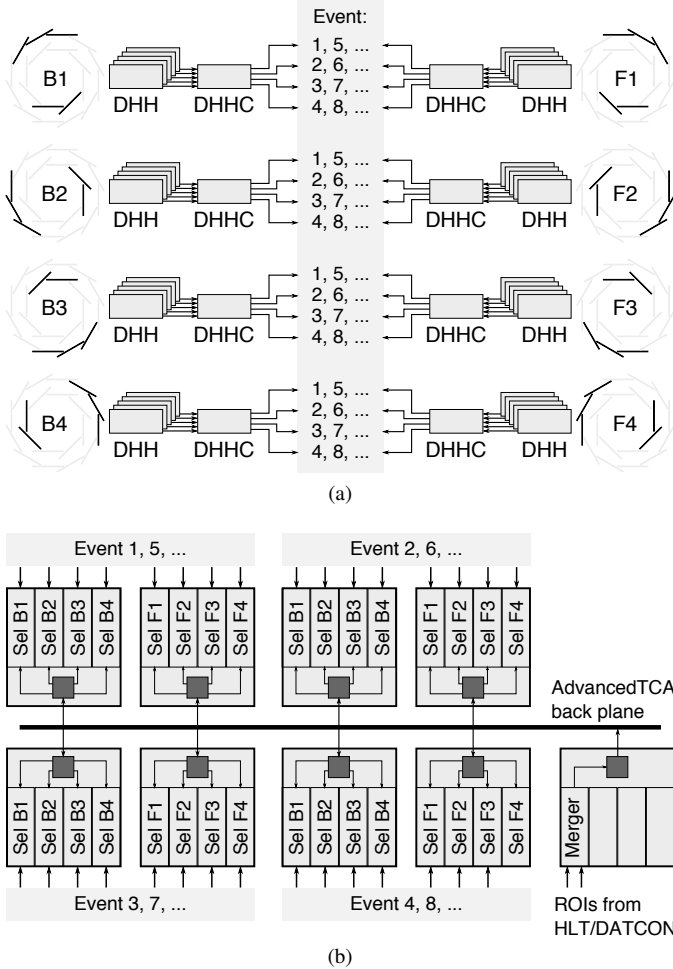 Event:
B1 DHH DHHC 1, 5, ... DHHC DHH F1
2, 6, ...
3, 7, ...
4, 8, ...
B2 DHH DHHC 1, 5, ... DHHC DHH F2
2, 6, ...
3, 7, ...
4, 8, ...
B3 DHH DHHC 1, 5, ... DHHC DHH F3
2, 6, ...
3, 7, ...
4, 8, ...
B4 DHH DHHC 1, 5, ... DHHC DHH F4
2, 6, ...
3, 7, ...
4, 8, ...
(a)
Event 1, 5, ... Event 2, 6, ...
Sel B1 Sel B2 Sel B3 Sel B4 Sel F1 Sel F2 Sel F3 Sel F4 Sel B1 Sel B2 Sel B3 Sel B4 Sel F1 Sel F2 Sel F3 Sel F4
AdvancedTCA
back plane
Sel B1 Sel B2 Sel B3 Sel B4 Sel F1 Sel F2 Sel F3 Sel F4 Sel B1 Sel B2 Sel B3 Sel B4 Sel F1 Sel F2 Sel F3 Sel F4 Merger
Event 3, 7, ... Event 4, 8, ... ROIs from
HLT/DATCON
(b)